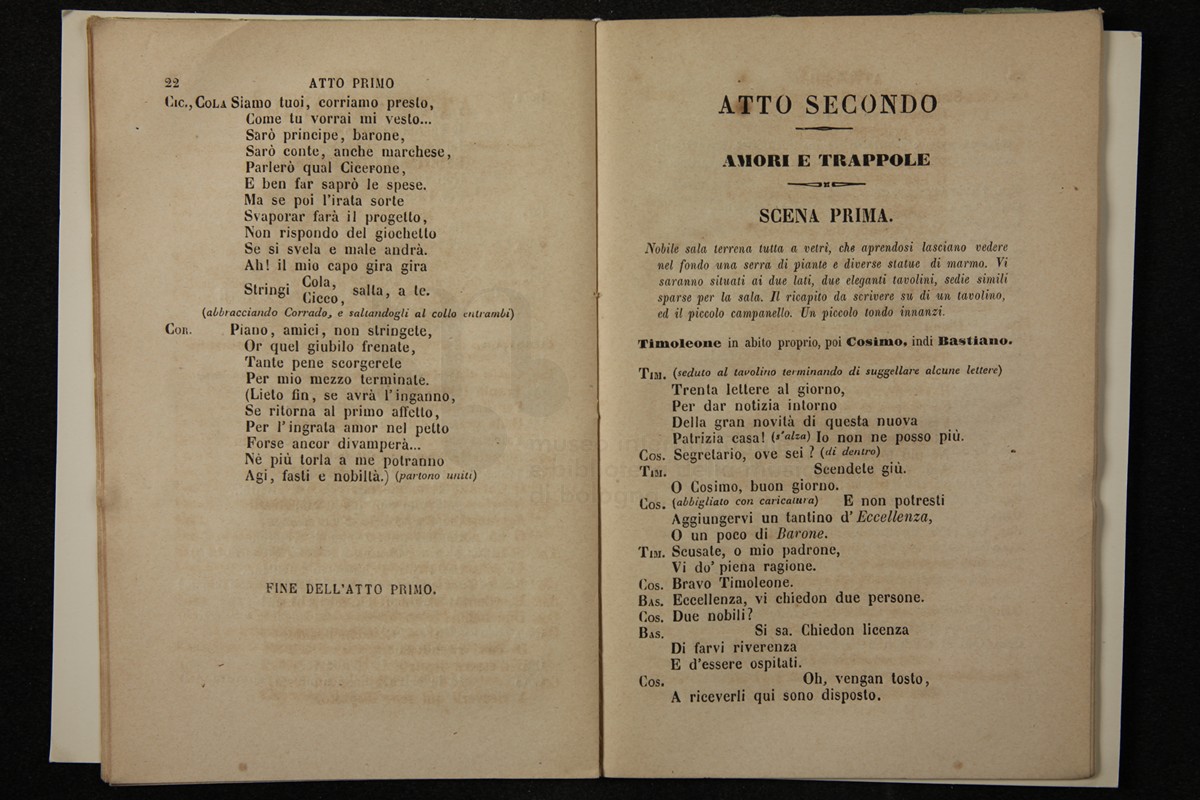 22 ATTO PRIMO
CIC., COLA Siamo tuoi, corriamo presto,
Come tu vorrai mi vesto...
Sarò principe, barone,
Sarò conte, anche marchese,
Parlerò qual Cicerone,
E ben far saprò le spese.
Ma se poi l'irata sorte
Svaporar farà il progetto,
Non rispondo del giochetto
Se si svela e male andrà.
Ah! il mio capo gira gira
Stringi Cola, salta, a te.
Cicco,
(abbracciando Corrado, e saltandogli al collo entrambi)
COR. Piano, amici, non stringete,
Or quel giubilo frenate,
Tante pene scorgerete
Per mio mezzo terminate.
(Lieto fin, se avrà l'inganno,
Se ritorna al primo affetto,
Per l'ingrata amor nel petto
Forse ancor divamperà...
Nè più torla a me potranno
Agi, fasti e nobiltà.) (partono uniti)
FINE DELL'ATTO PRIMO.
ATTO SECONDO
AMORI E TRAPPOLE
SCENA PRIMA.
Nobile sala terrena tutta a vetri, che aprendosi lasciano vedere
nel fondo una serra di piante e diverse statue di marmo. Vi
saranno situati ai due lati, due eleganti tavolini, sedie simili
sparse per la sala. Il ricapito da scrivere su di un tavolino,
ed il piccolo campanello. Un piccolo tondo innanzi.
Timoleone in abito proprio, poi Cosimo, indi Bastiano.
TIM. (seduto al tavolino terminando di suggellare alcune lettere)
Trenta lettere al giorno,
Per dar notizia intorno
Della gran novità di questa nuova
Patrizia casa! (s'alza) Io non ne posso più.
COS. Segretario, ove sei? (di dentro)
TIM. Scendete giù.
O Cosimo, buon giorno.
COS. (abbigliato con caricatura) E non potresti
Aggiungervi un tantino d'Eccellenza,
O un poco di Barone.
TIM. Scusate, o mio padrone,
Vi do' piena ragione.
COS. Bravo Timoleone.
BAS. Eccellenza, vi chiedon due persone.
COS. Due nobili?
BAS. Si sa. Chiedon licenza
Di farvi riverenza
E d'essere ospitati.
COS. Oh, vengan tosto,
A riceverli qui sono disposto.